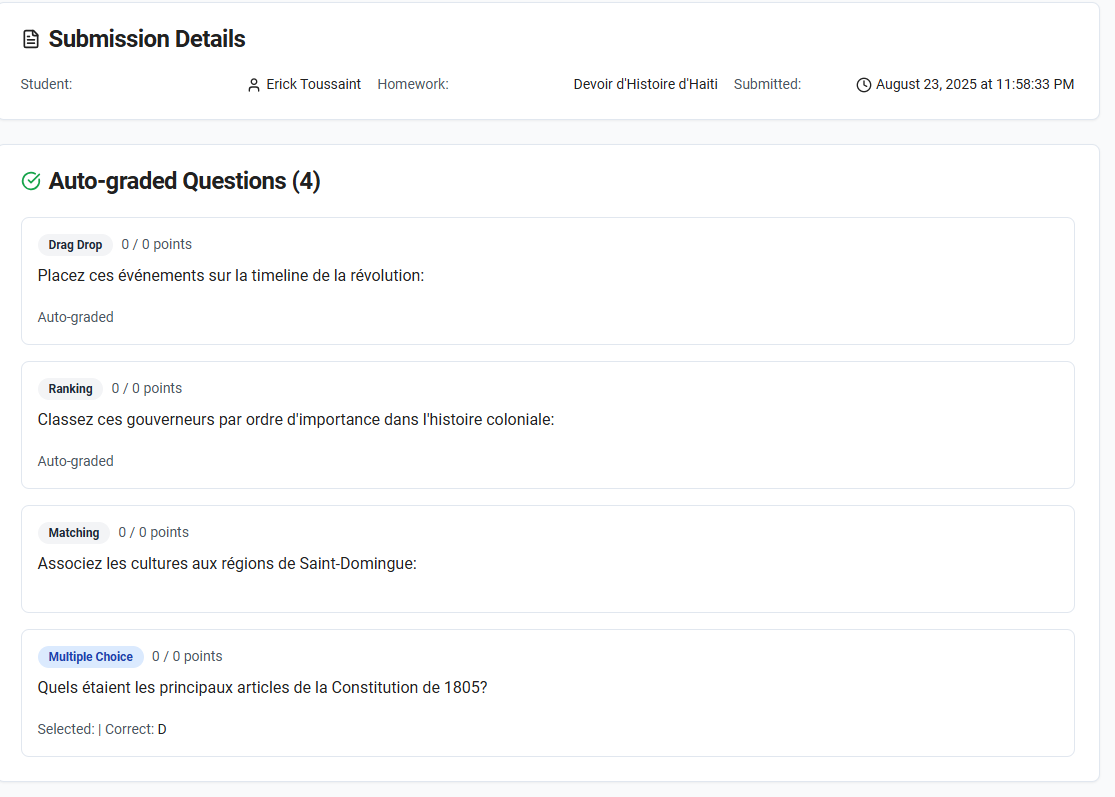 Submission Details
Student: Erick Toussaint Homework: Devoir d'Histoire d'Haiti Submitted: August 23, 2025 at 11:58:33 PM
Auto-graded Questions (4)
Drag Drop 0 / 0 points
Placez ces événements sur la timeline de la révolution:
Auto-graded
Ranking 0 / 0 points
Classez ces gouverneurs par ordre d'importance dans l'histoire coloniale:
Auto-graded
Matching 0 / 0 points
Associez les cultures aux régions de Saint-Domingue:
Multiple Choice 0 / 0 points
Quels étaient les principaux articles de la Constitution de 1805?
Selected: | Correct: D